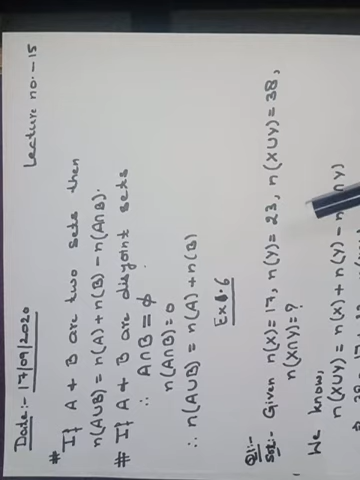 Date:- 17/09/2020 Lecture no:-15
# If A & B are two sets then
n(A∪B) = n(A) + n(B) - n(A∩B).
# If A & B are disjoint sets
∴ A∩B = ϕ
n(A∩B) = 0
∴ n(A∪B) = n(A) + n(B)
Ex 1.6
Q1:-
Sol:- Given n(X)=17, n(Y)=23, n(X∪Y)=38,
n(X∩Y)=?
We know,
n(X∪Y) = n(X) + n(Y) - n(X∩Y)